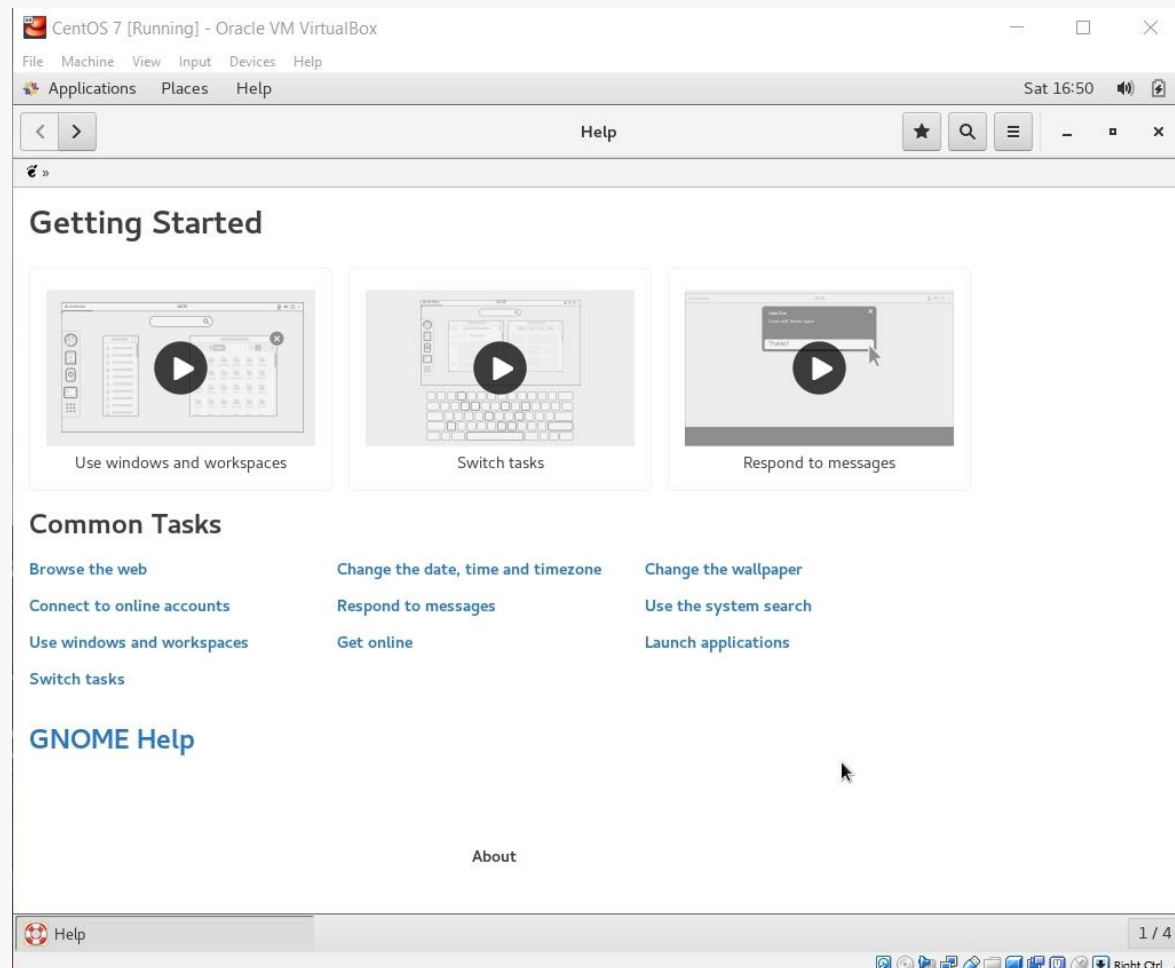 CentOS 7 [Running] - Oracle VM VirtualBox
File Machine View Input Devices Help
Applications Places Help Sat 16:50
Help
»
Getting Started
Use windows and workspaces Switch tasks Respond to messages
Common Tasks
Browse the web Change the date, time and timezone Change the wallpaper
Connect to online accounts Respond to messages Use the system search
Use windows and workspaces Get online Launch applications
Switch tasks
GNOME Help
About
Help 1 / 4
Right Ctrl